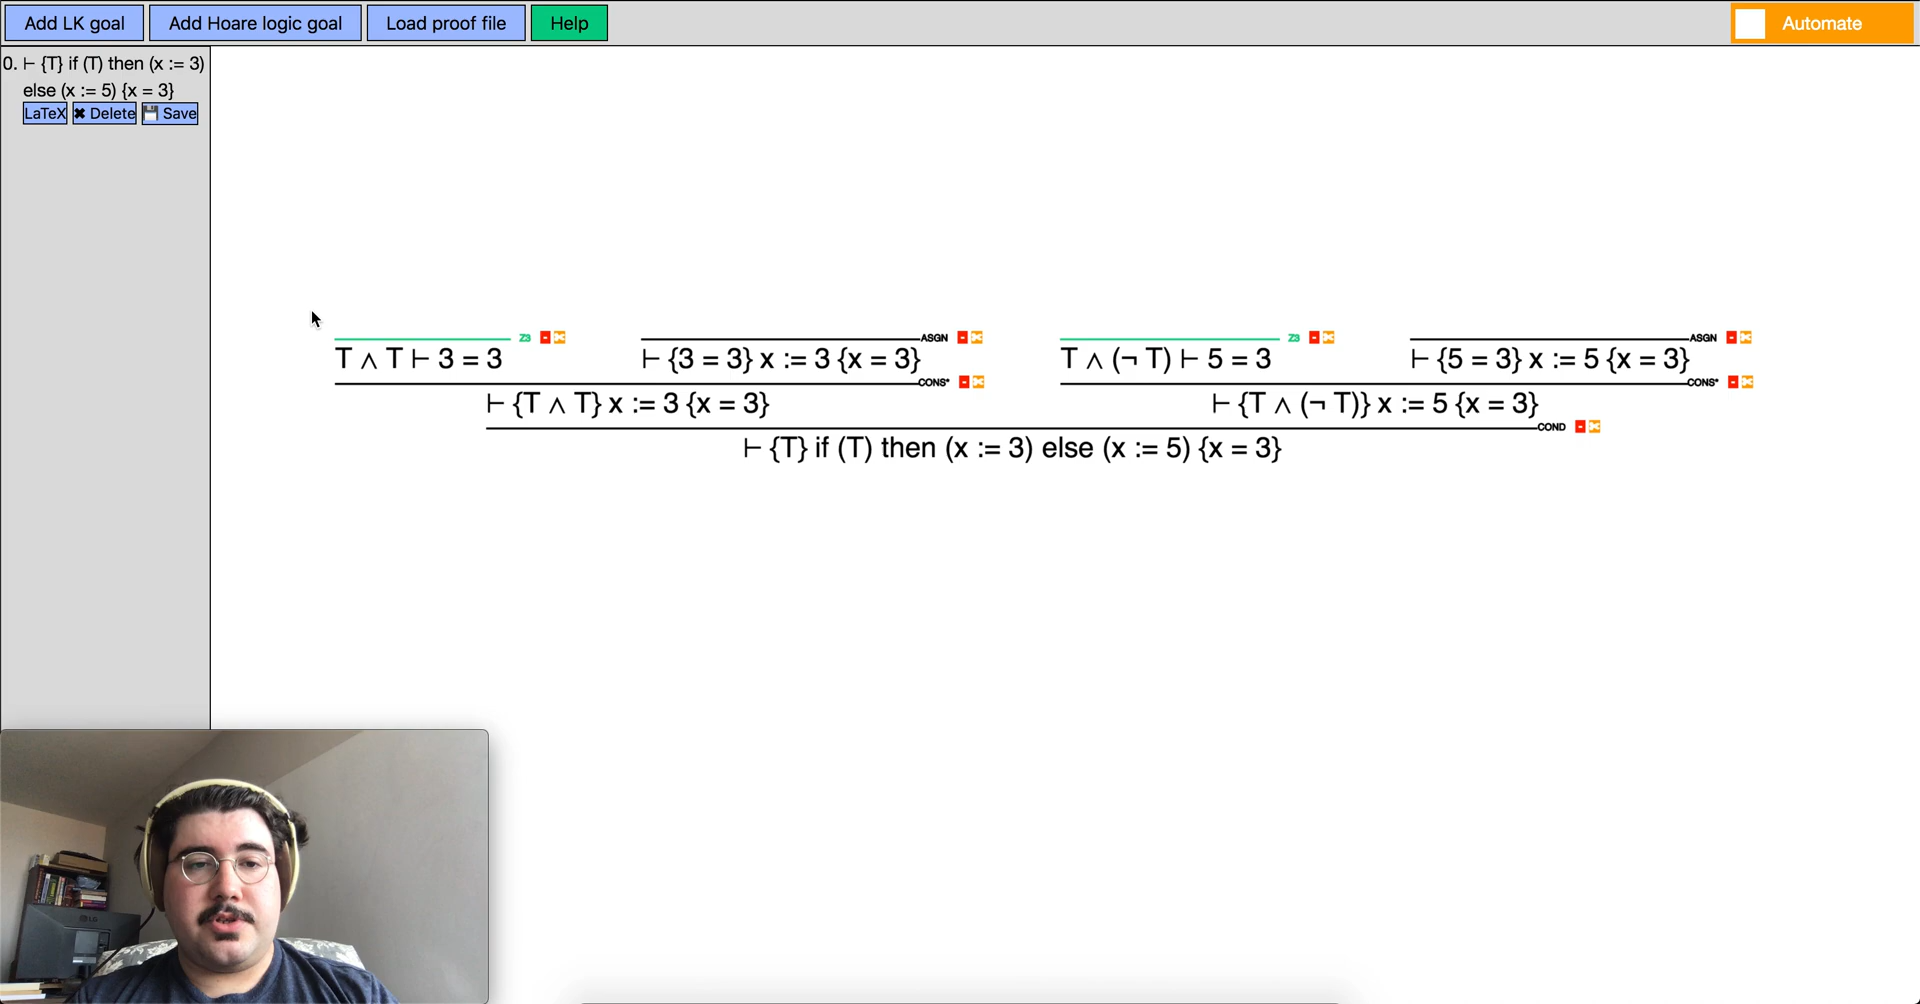 Add LK goal Add Hoare logic goal Load proof file Help Automate
0. ⊢ {T} if (T) then (x := 3)
else (x := 5) {x = 3}
LaTeX ✖ Delete 💾 Save
Z3 ASGN Z3 ASGN
T ∧ T ⊢ 3 = 3 ⊢ {3 = 3} x := 3 {x = 3} T ∧ (¬ T) ⊢ 5 = 3 ⊢ {5 = 3} x := 5 {x = 3}
CONS* CONS*
⊢ {T ∧ T} x := 3 {x = 3} ⊢ {T ∧ (¬ T)} x := 5 {x = 3}
COND
⊢ {T} if (T) then (x := 3) else (x := 5) {x = 3}
LG